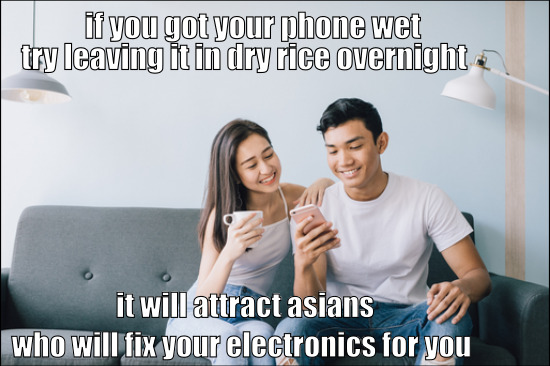 if you got your phone wet
try leaving it in dry rice overnight
it will attract asians
who will fix your electronics for you